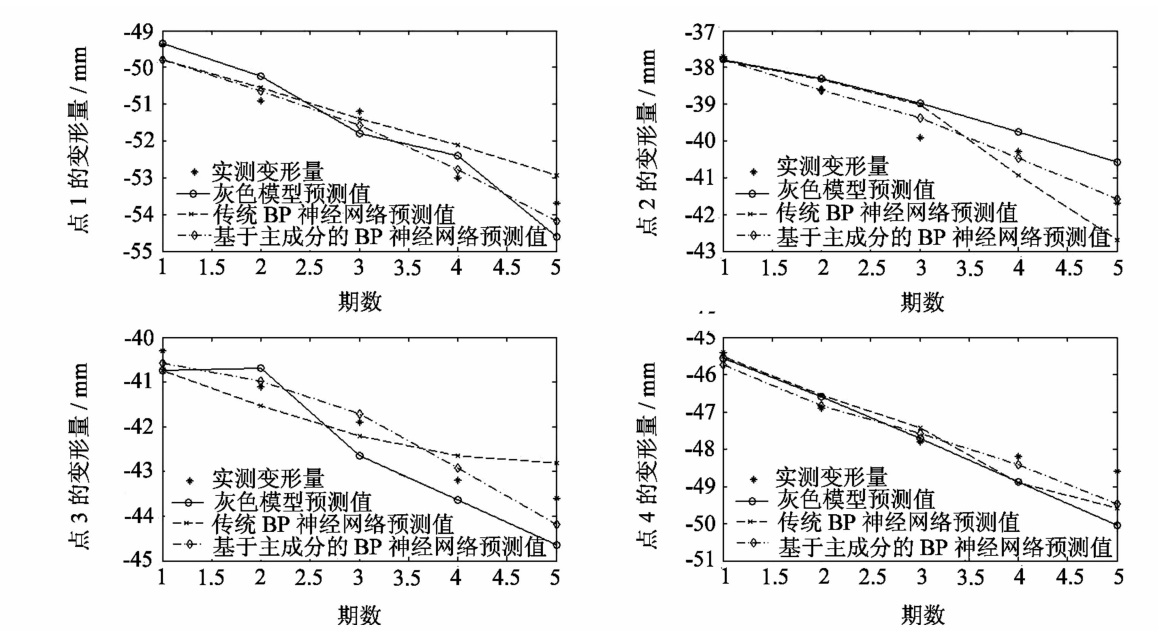 -49
-50
-51
-52
-53
-54
-55
点 1 的变形量 / mm
* 实测变形量
灰色模型预测值
传统 BP 神经网络预测值
基于主成分的 BP 神经网络预测值
1 1.5 2 2.5 3 3.5 4 4.5 5
期数
-37
-38
-39
-40
-41
-42
-43
点 2 的变形量 / mm
* 实测变形量
灰色模型预测值
传统 BP 神经网络预测值
基于主成分的 BP 神经网络预测值
1 1.5 2 2.5 3 3.5 4 4.5 5
期数
-40
-41
-42
-43
-44
-45
点 3 的变形量 / mm
* 实测变形量
灰色模型预测值
传统 BP 神经网络预测值
基于主成分的 BP 神经网络预测值
1 1.5 2 2.5 3 3.5 4 4.5 5
期数
-45
-46
-47
-48
-49
-50
-51
点 4 的变形量 / mm
* 实测变形量
灰色模型预测值
传统 BP 神经网络预测值
基于主成分的 BP 神经网络预测值
1 1.5 2 2.5 3 3.5 4 4.5 5
期数